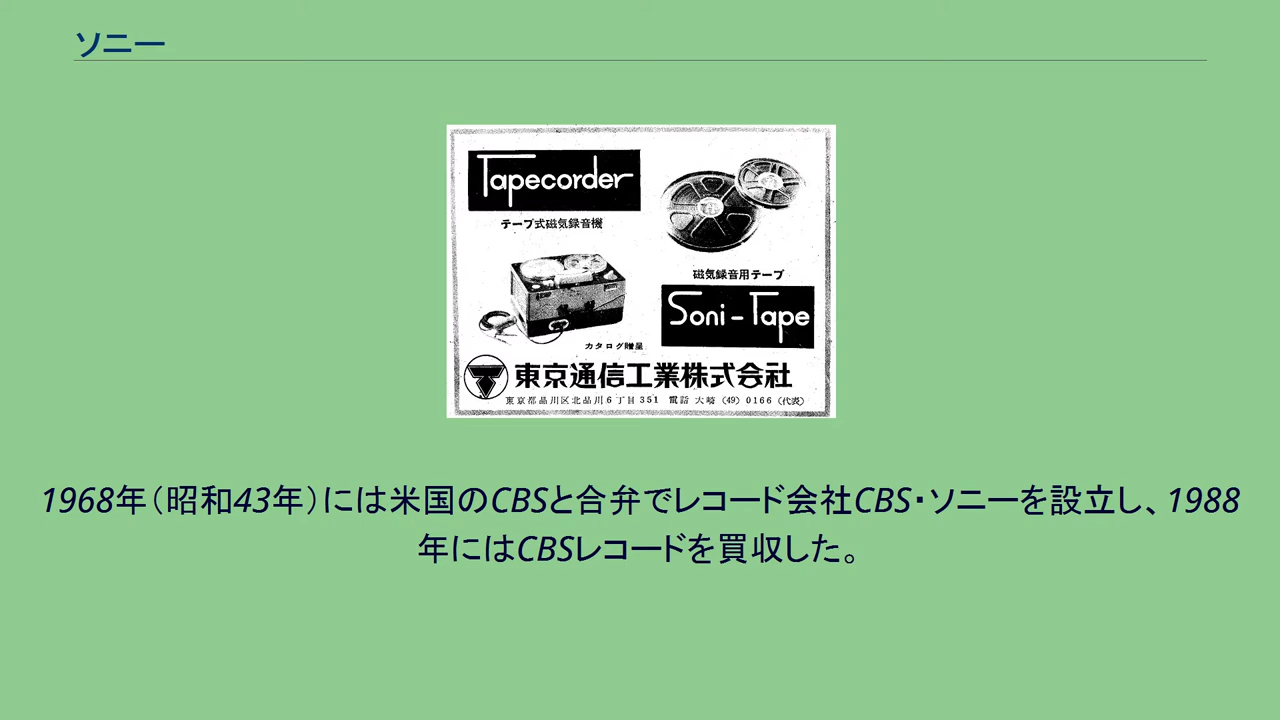 ソニー
Tapecorder
テープ式磁気録音機
磁気録音用テープ
Soni-Tape
カタログ贈呈
東京通信工業株式会社
東京都品川区北品川6丁目351 電話 大崎 (49) 0166 (代表)
1968年（昭和43年）には米国のCBSと合弁でレコード会社CBS・ソニーを設立し、1988
年にはCBSレコードを買収した。